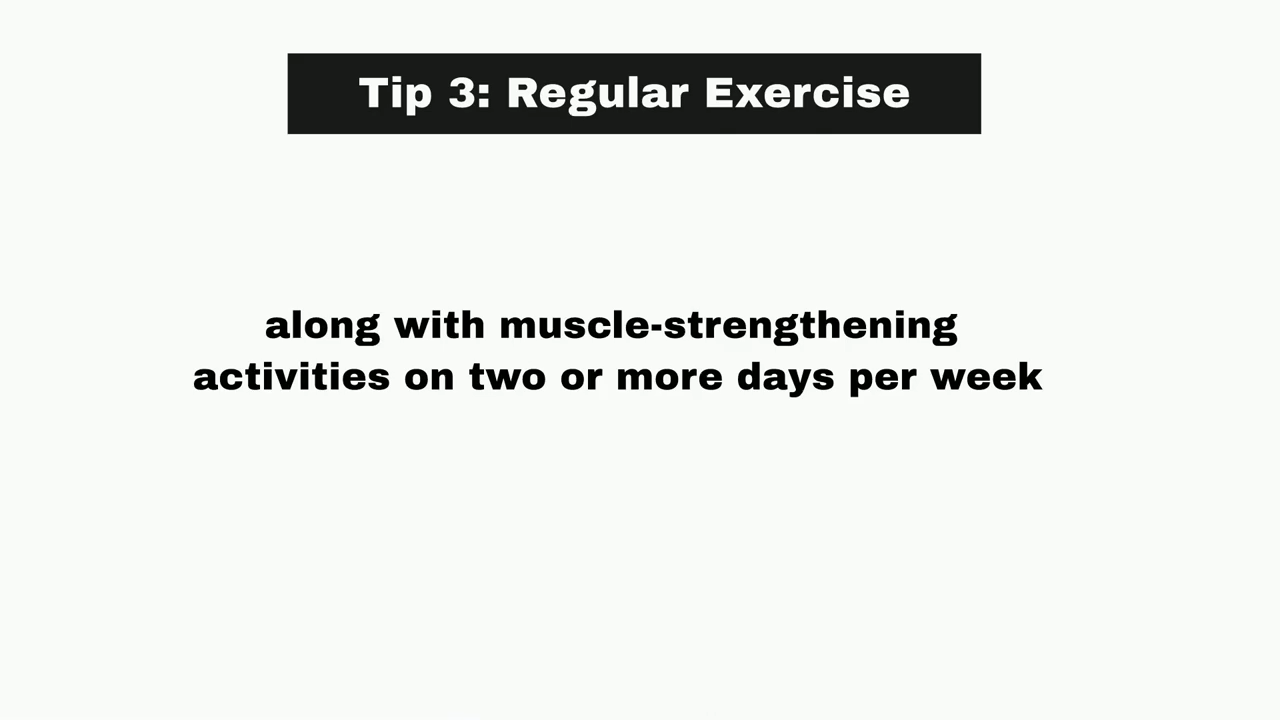 Tip 3: Regular Exercise
along with muscle-strengthening
activities on two or more days per week